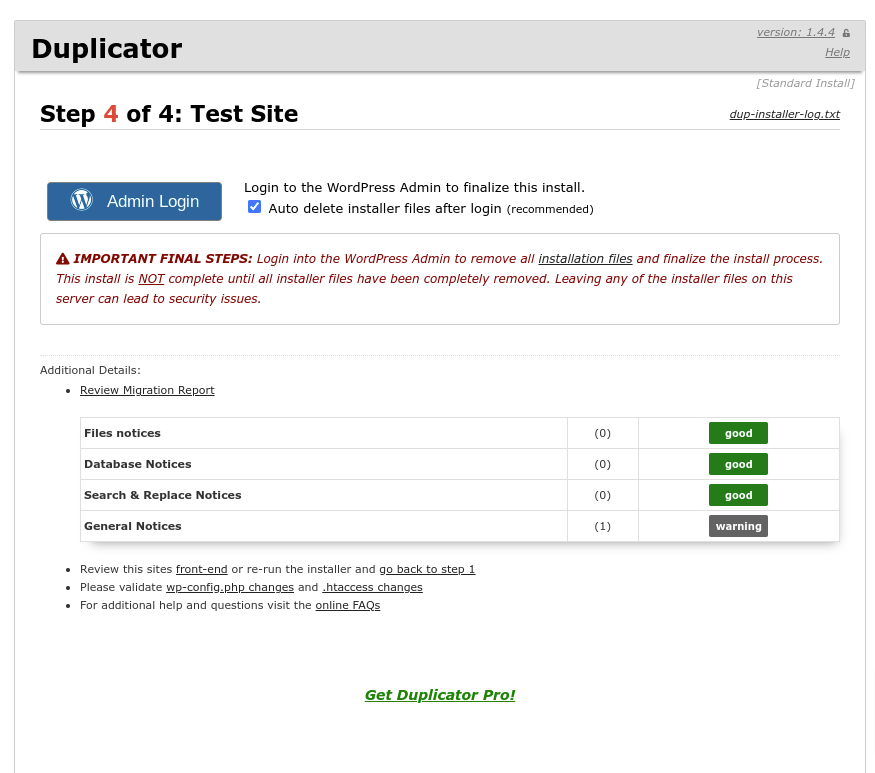 Duplicator
version: 1.4.4
Help
[Standard Install]
Step 4 of 4: Test Site
dup-installer-log.txt
Admin Login
Login to the WordPress Admin to finalize this install.
Auto delete installer files after login (recommended)
IMPORTANT FINAL STEPS: Login into the WordPress Admin to remove all installation files and finalize the install process.
This install is NOT complete until all installer files have been completely removed. Leaving any of the installer files on this
server can lead to security issues.
Additional Details:
• Review Migration Report
Files notices (0) good
Database Notices (0) good
Search & Replace Notices (0) good
General Notices (1) warning
• Review this sites front-end or re-run the installer and go back to step 1
• Please validate wp-config.php changes and .htaccess changes
• For additional help and questions visit the online FAQs
Get Duplicator Pro!